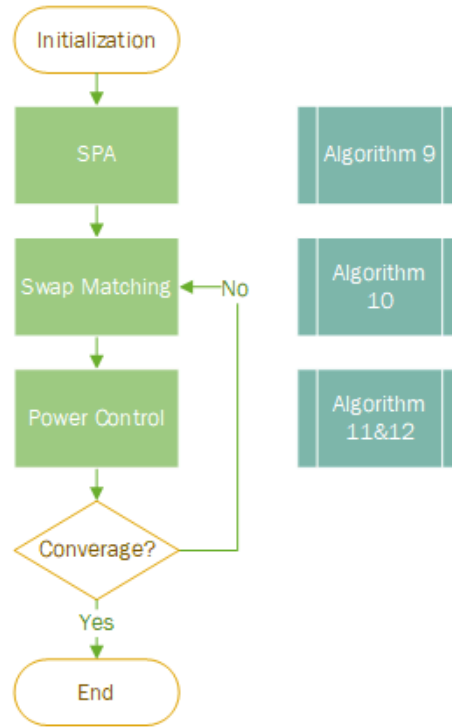 Initialization
SPA
Algorithm 9
Swap Matching
No
Algorithm
10
Power Control
Algorithm
11&12
Converage?
Yes
End